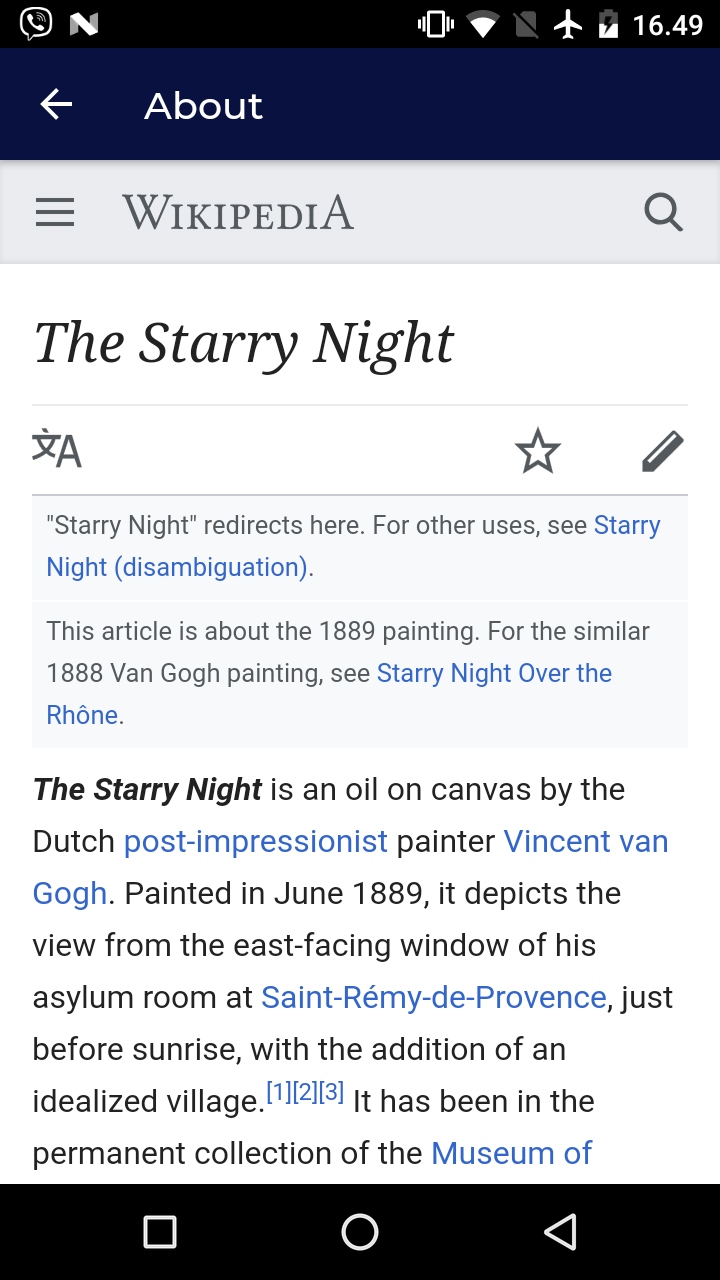 16.49
About
WIKIPEDIA
The Starry Night
文A
"Starry Night" redirects here. For other uses, see Starry
Night (disambiguation).
This article is about the 1889 painting. For the similar
1888 Van Gogh painting, see Starry Night Over the
Rhône.
The Starry Night is an oil on canvas by the
Dutch post-impressionist painter Vincent van
Gogh. Painted in June 1889, it depicts the
view from the east-facing window of his
asylum room at Saint-Rémy-de-Provence, just
before sunrise, with the addition of an
idealized village.[1][2][3] It has been in the
permanent collection of the Museum of